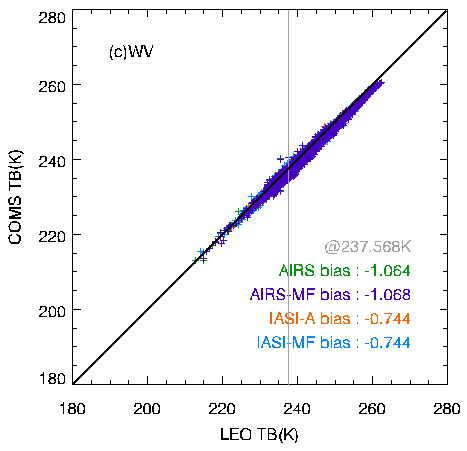 280
(c)WV
260
240
COMS TB(K)
220
@237.568K
AIRS bias : -1.064
AIRS-MF bias : -1.068
200
IASI-A bias : -0.744
IASI-MF bias : -0.744
180
180 200 220 240 260 280
LEO TB(K)